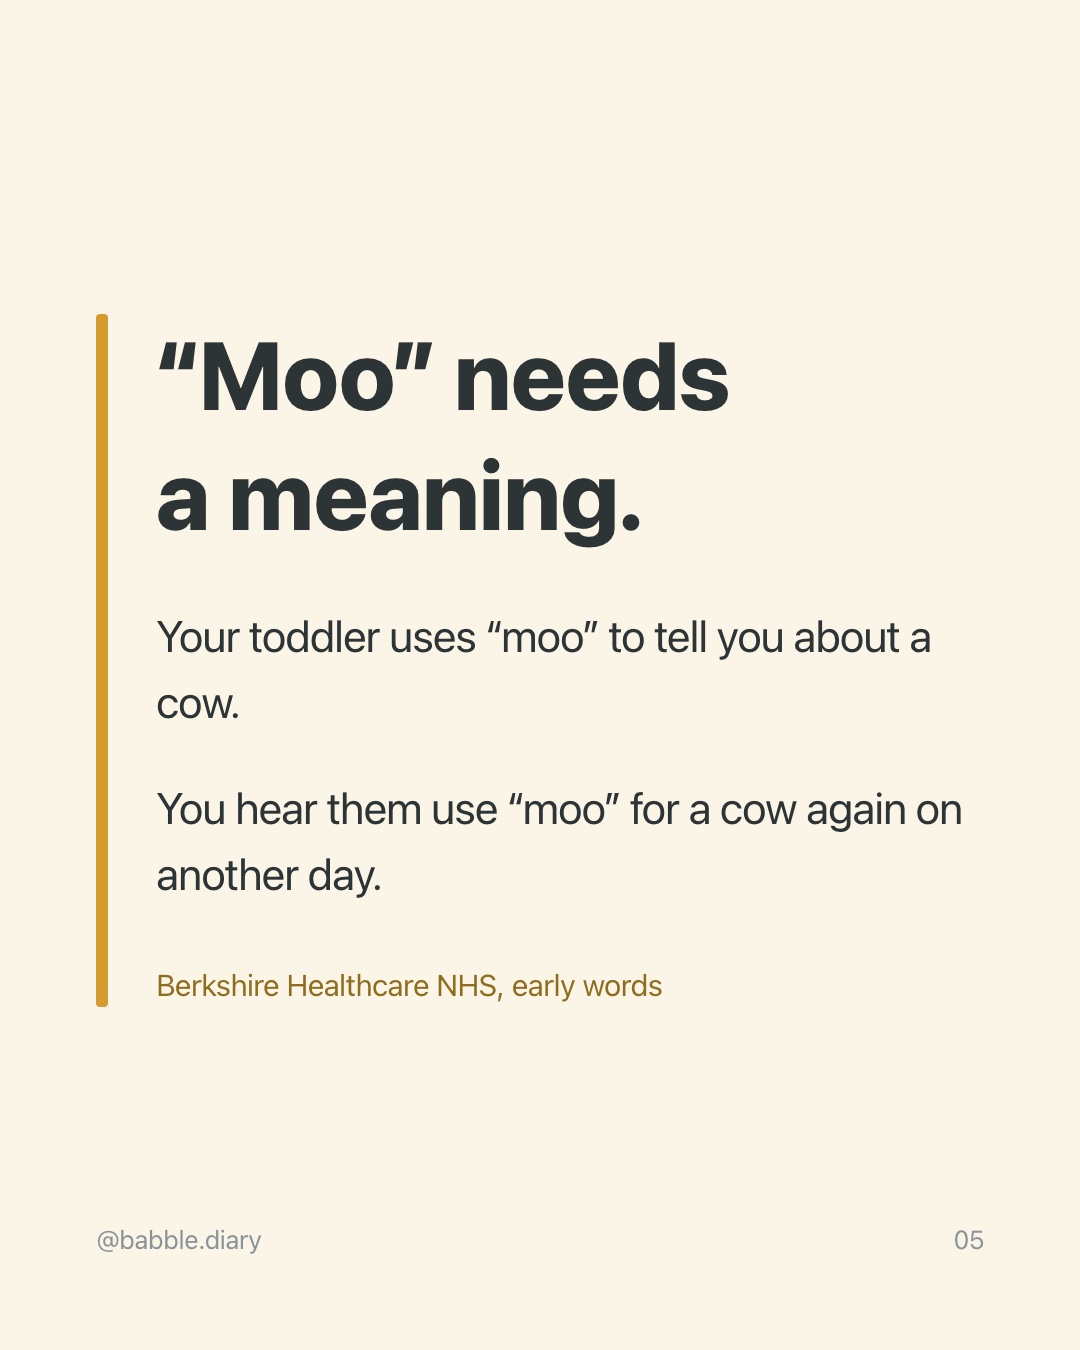 “Moo” needs
a meaning.
Your toddler uses “moo” to tell you about a
cow.
You hear them use “moo” for a cow again on
another day.
Berkshire Healthcare NHS, early words
@babble.diary
05